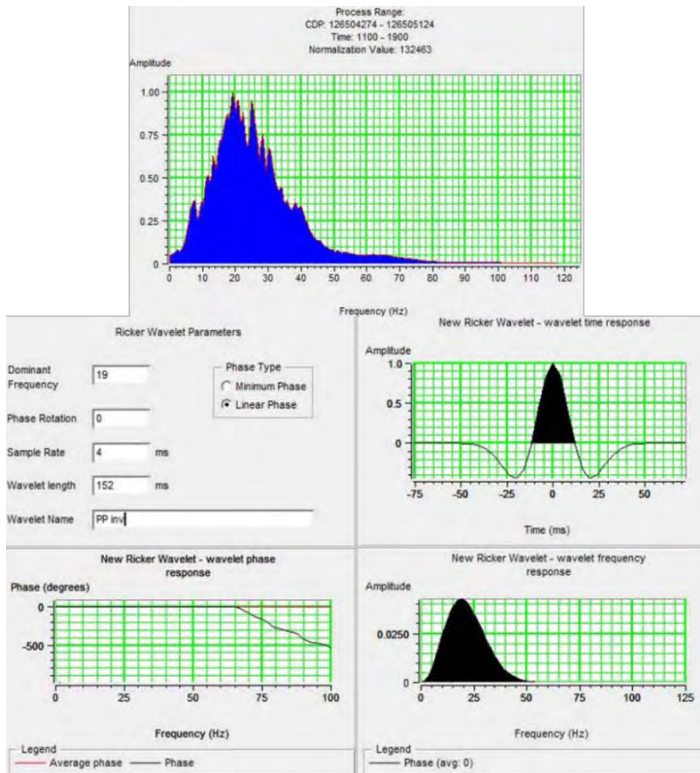 Process Range:
CDP: 126504274 - 126505124
Time: 1100 - 1900
Normalization Value: 132463
Amplitude
1.00
0.75
0.50
0.25
0
0 10 20 30 40 50 60 70 80 90 100 110 120
Frequency (Hz)
Ricker Wavelet Parameters
Dominant
Frequency
19
Phase Type
Minimum Phase
Linear Phase
Phase Rotation
0
Sample Rate
4
ms
Wavelet length
152
ms
Wavelet Name
PP inv
New Ricker Wavelet - wavelet time response
Amplitude
1.0
0.5
0
-75 -50 -25 0 25 50
Time (ms)
New Ricker Wavelet - wavelet phase
response
Phase (degrees)
0
-500
0 25 50 75 100
Frequency (Hz)
Legend
Average phase Phase
New Ricker Wavelet - wavelet frequency
response
Amplitude
0.0250
0
0 25 50 75 100 125
Frequency (Hz)
Legend
Phase (avg: 0)